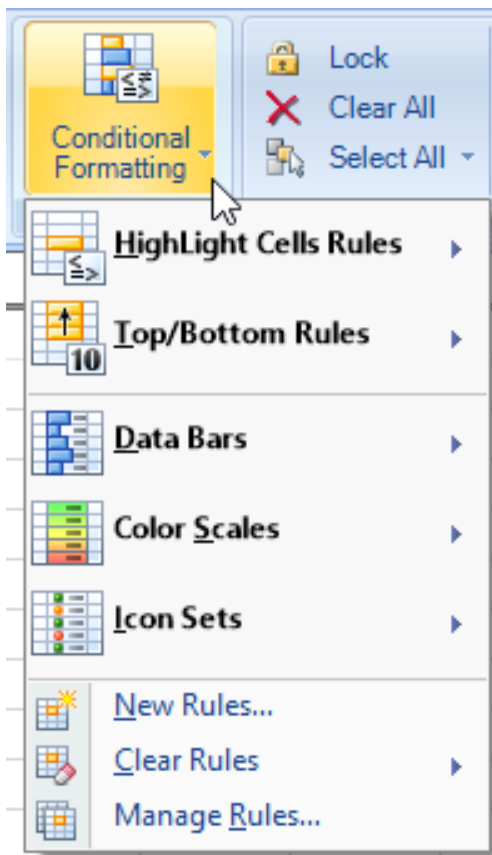 Conditional
Formatting
Lock
Clear All
Select All
HighLight Cells Rules
10
Top/Bottom Rules
Data Bars
Color Scales
Icon Sets
New Rules...
Clear Rules
Manage Rules...